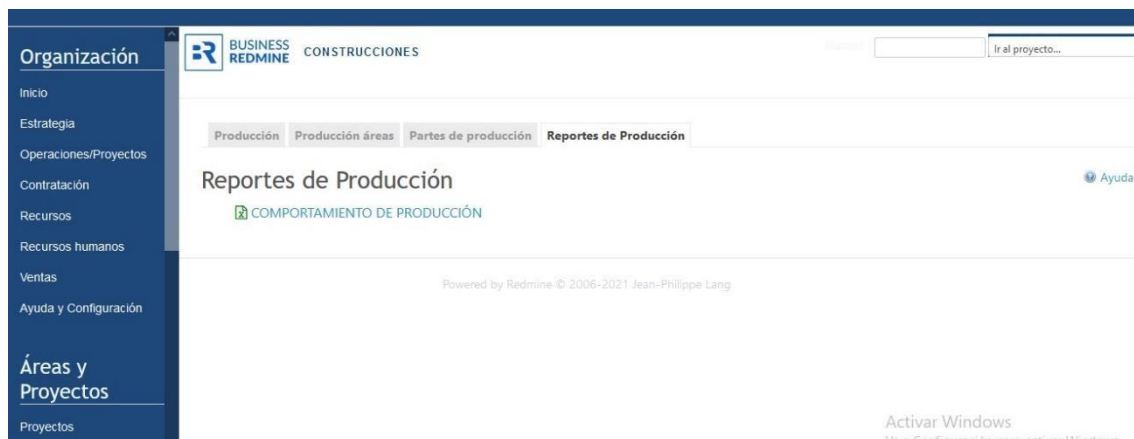 Organización
Inicio
Estrategia
Operaciones/Proyectos
Contratación
Recursos
Recursos humanos
Ventas
Ayuda y Configuración
Áreas y
Proyectos
Proyectos
BUSINESS
REDMINE
CONSTRUCCIONES
Ir al proyecto...
Producción Producción áreas Partes de producción Reportes de Producción
Reportes de Producción
Ayuda
COMPORTAMIENTO DE PRODUCCIÓN
Powered by Redmine © 2006-2021 Jean-Philippe Lang
Activar Windows